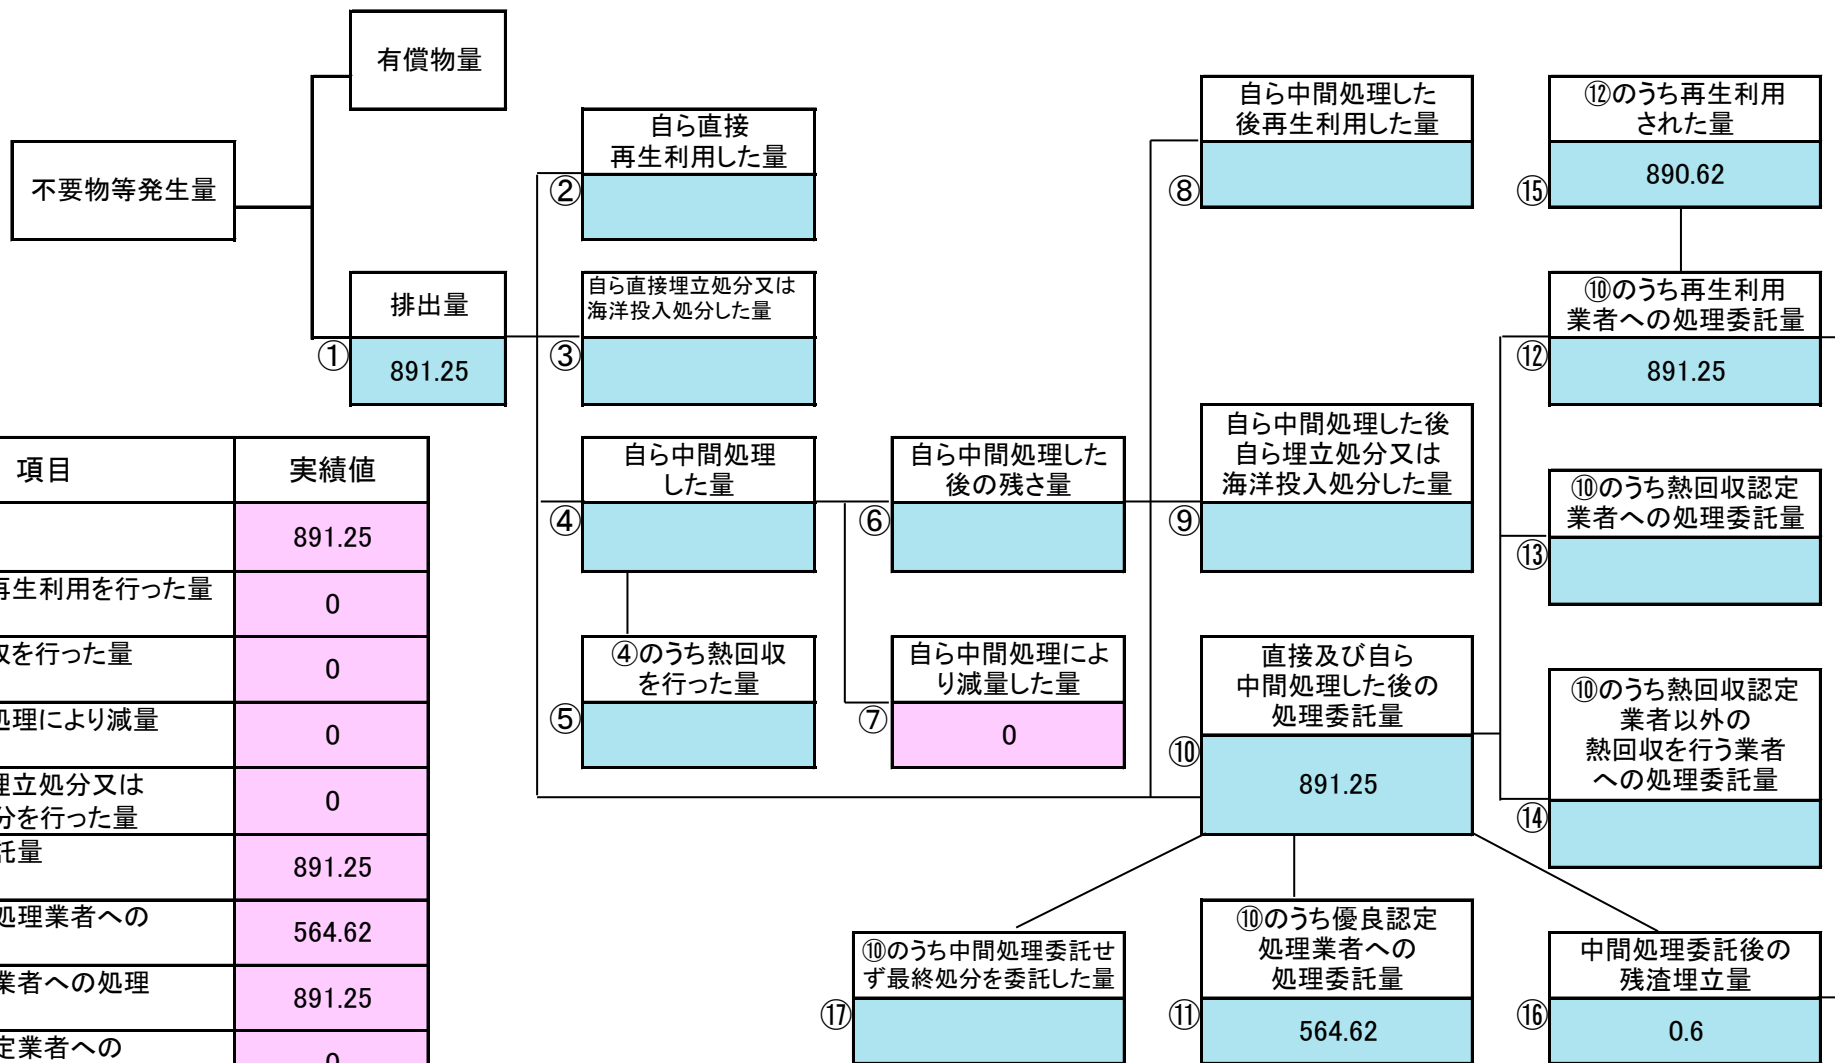 有償物量
不要物等発生量
排出量
①
891.25
自ら直接
再生利用した量
②
自ら直接埋立処分又は
海洋投入処分した量
③
自ら中間処理
した量
④
④のうち熱回収
を行った量
⑤
自ら中間処理した
後の残さ量
⑥
自ら中間処理によ
り減量した量
⑦
0
自ら中間処理した
後再生利用した量
⑧
自ら中間処理した後
自ら埋立処分又は
海洋投入処分した量
⑨
直接及び自ら
中間処理した後の
処理委託量
⑩
891.25
⑫のうち再生利用
された量
⑮
890.62
⑩のうち再生利用
業者への処理委託量
⑫
891.25
⑩のうち熱回収認定
業者への処理委託量
⑬
⑩のうち熱回収認定
業者以外の
熱回収を行う業者
への処理委託量
⑭
⑩のうち中間処理委託せ
ず最終処分を委託した量
⑰
⑩のうち優良認定
処理業者への
処理委託量
⑪
564.62
中間処理委託後の
残渣埋立量
⑯
0.6
項目
実績値
891.25
再生利用を行った量
0
を行った量
0
処理により減量
0
埋立処分又は
分を行った量
0
託量
891.25
処理業者への
564.62
業者への処理
891.25
定業者への
0